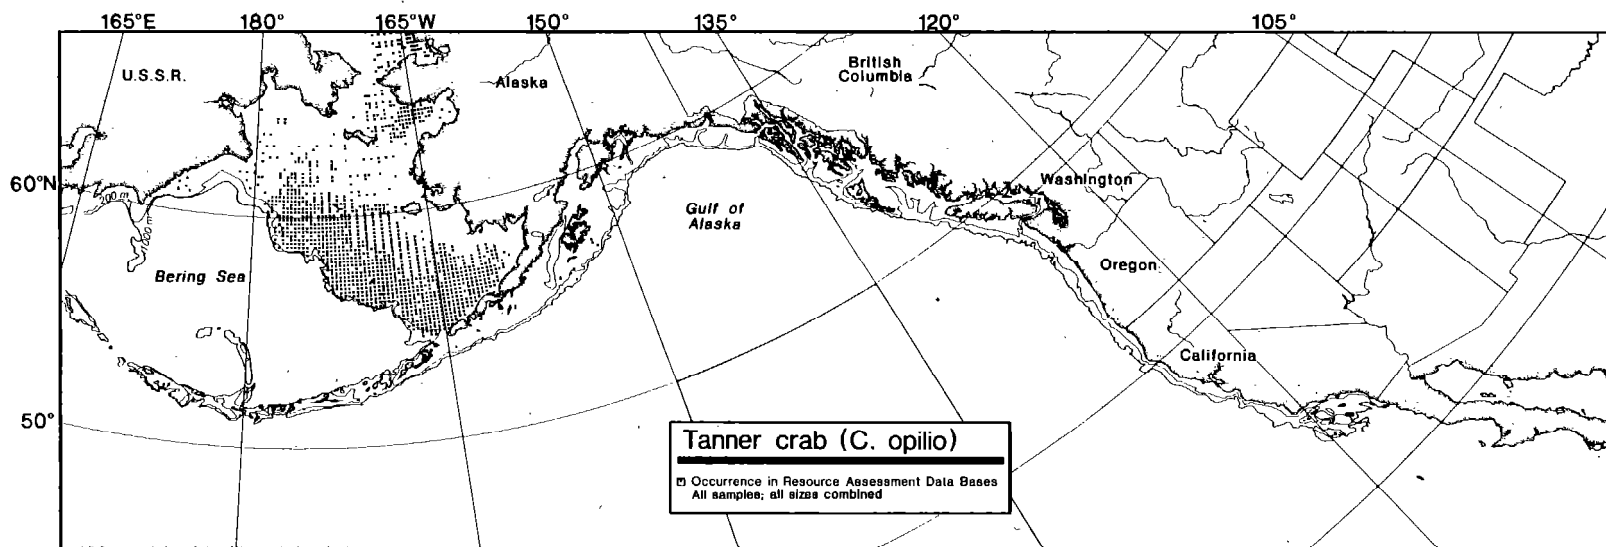 165°E 180° 165°W 150° 135° 120° 105°
U.S.S.R.
Alaska
British
Columbia
60°N
200 m
Washington
Gulf of
Alaska
Oregon
Bering Sea
California
50°
Tanner crab (C. opilio)
Occurrence in Resource Assessment Data Bases
All samples; all sizes combined